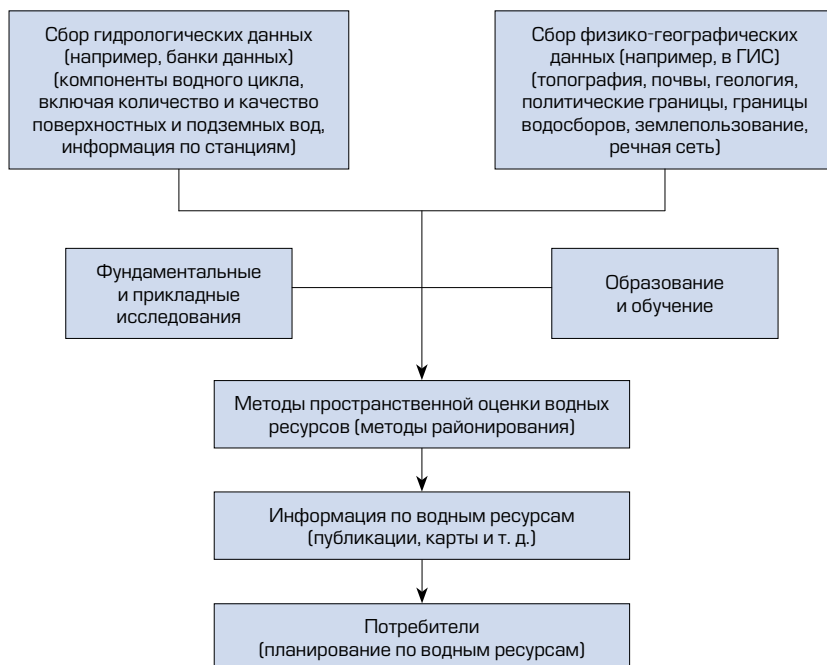 Сбор гидрологических данных
(например, банки данных)
(компоненты водного цикла,
включая количество и качество
поверхностных и подземных вод,
информация по станциям)
Сбор физико-географических
данных (например, в ГИС)
(топография, почвы, геология,
политические границы, границы
водосборов, землепользование,
речная сеть)
Фундаментальные
и прикладные
исследования
Образование
и обучение
Методы пространственной оценки водных
ресурсов (методы районирования)
Информация по водным ресурсам
(публикации, карты и т. д.)
Потребители
(планирование по водным ресурсам)